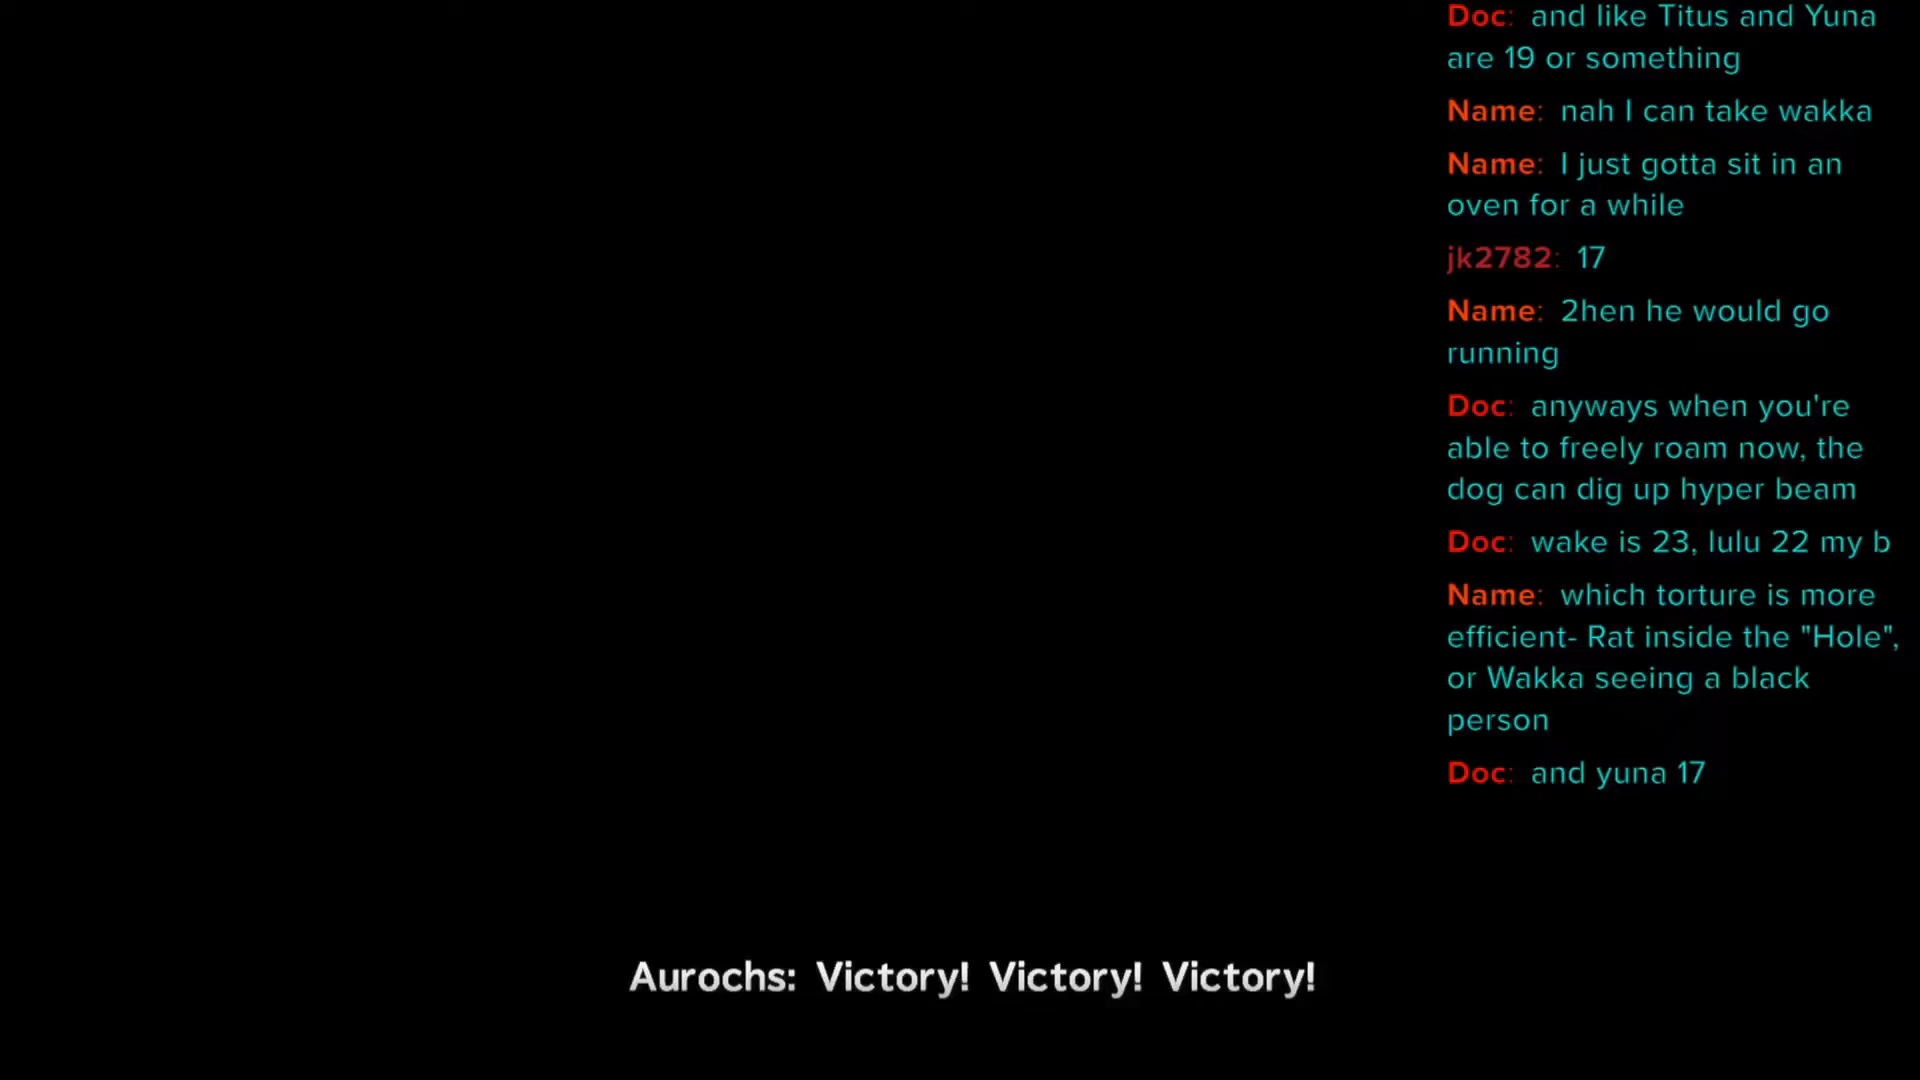 Doc: and like Titus and Yuna
are 19 or something
Name: nah I can take wakka
Name: I just gotta sit in an
oven for a while
jk2782: 17
Name: 2hen he would go
running
Doc: anyways when you're
able to freely roam now, the
dog can dig up hyper beam
Doc: wake is 23, lulu 22 my b
Name: which torture is more
efficient- Rat inside the "Hole",
or Wakka seeing a black
person
Doc: and yuna 17
Aurochs: Victory! Victory! Victory!